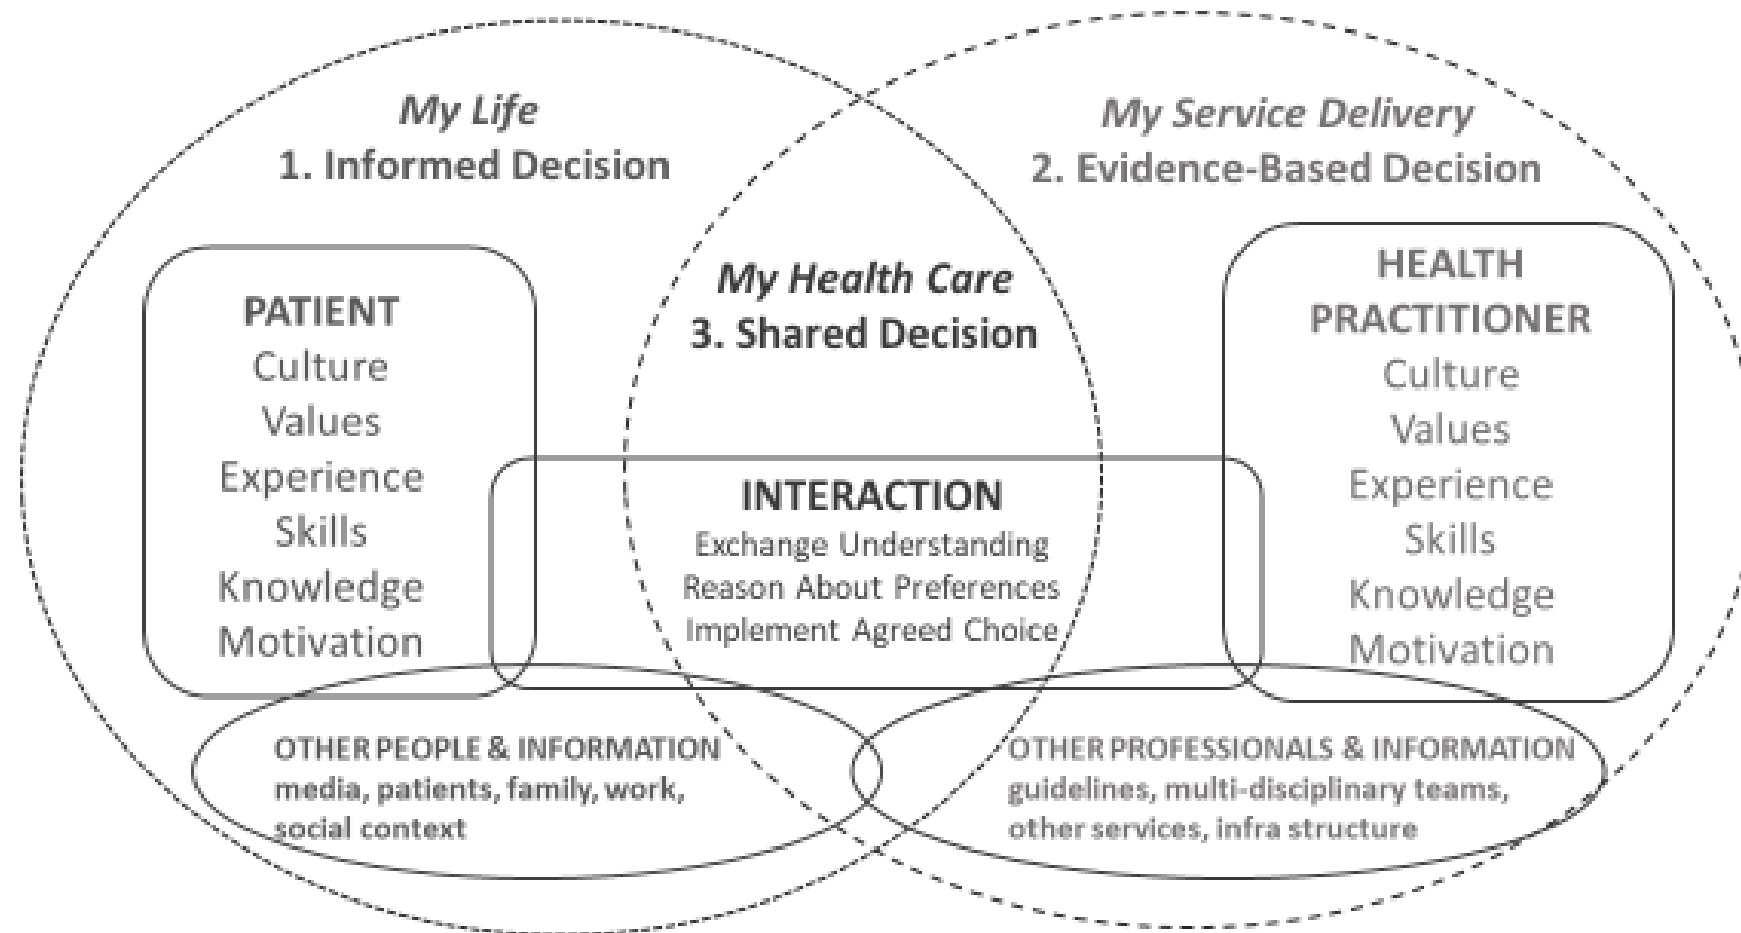 My Life
1. Informed Decision
My Service Delivery
2. Evidence-Based Decision
My Health Care
3. Shared Decision
PATIENT
Culture
Values
Experience
Skills
Knowledge
Motivation
HEALTH
PRACTITIONER
Culture
Values
Experience
Skills
Knowledge
Motivation
INTERACTION
Exchange Understanding
Reason About Preferences
Implement Agreed Choice
OTHER PEOPLE & INFORMATION
media, patients, family, work,
social context
OTHER PROFESSIONALS & INFORMATION
guidelines, multi-disciplinary teams,
other services, infra structure